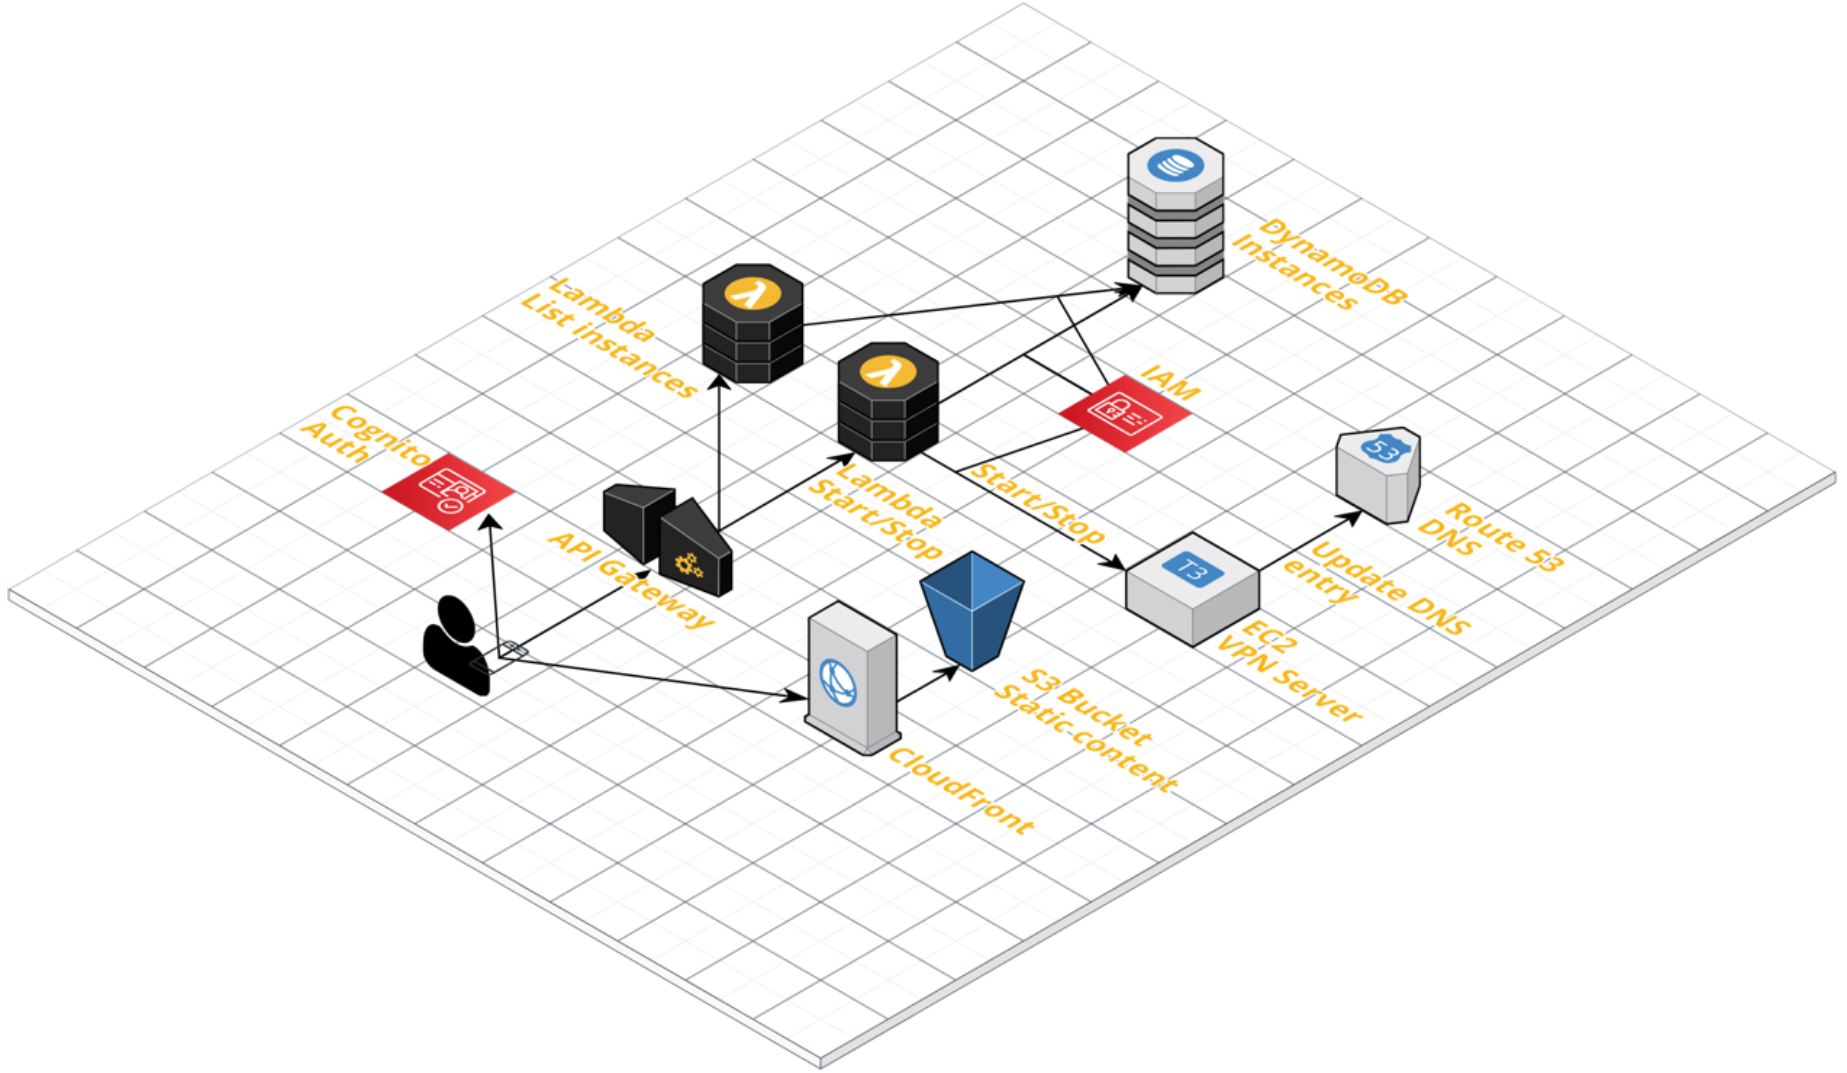 DynamoDB
Instances
λ
Lambda
List instances
λ
IAM
Cognito
Auth
53
Lambda
Start/Stop
Start/Stop
Route 53
DNS
API Gateway
T3
Update DNS
entry
EC2
VPN Server
S3 Bucket
Static content
CloudFront